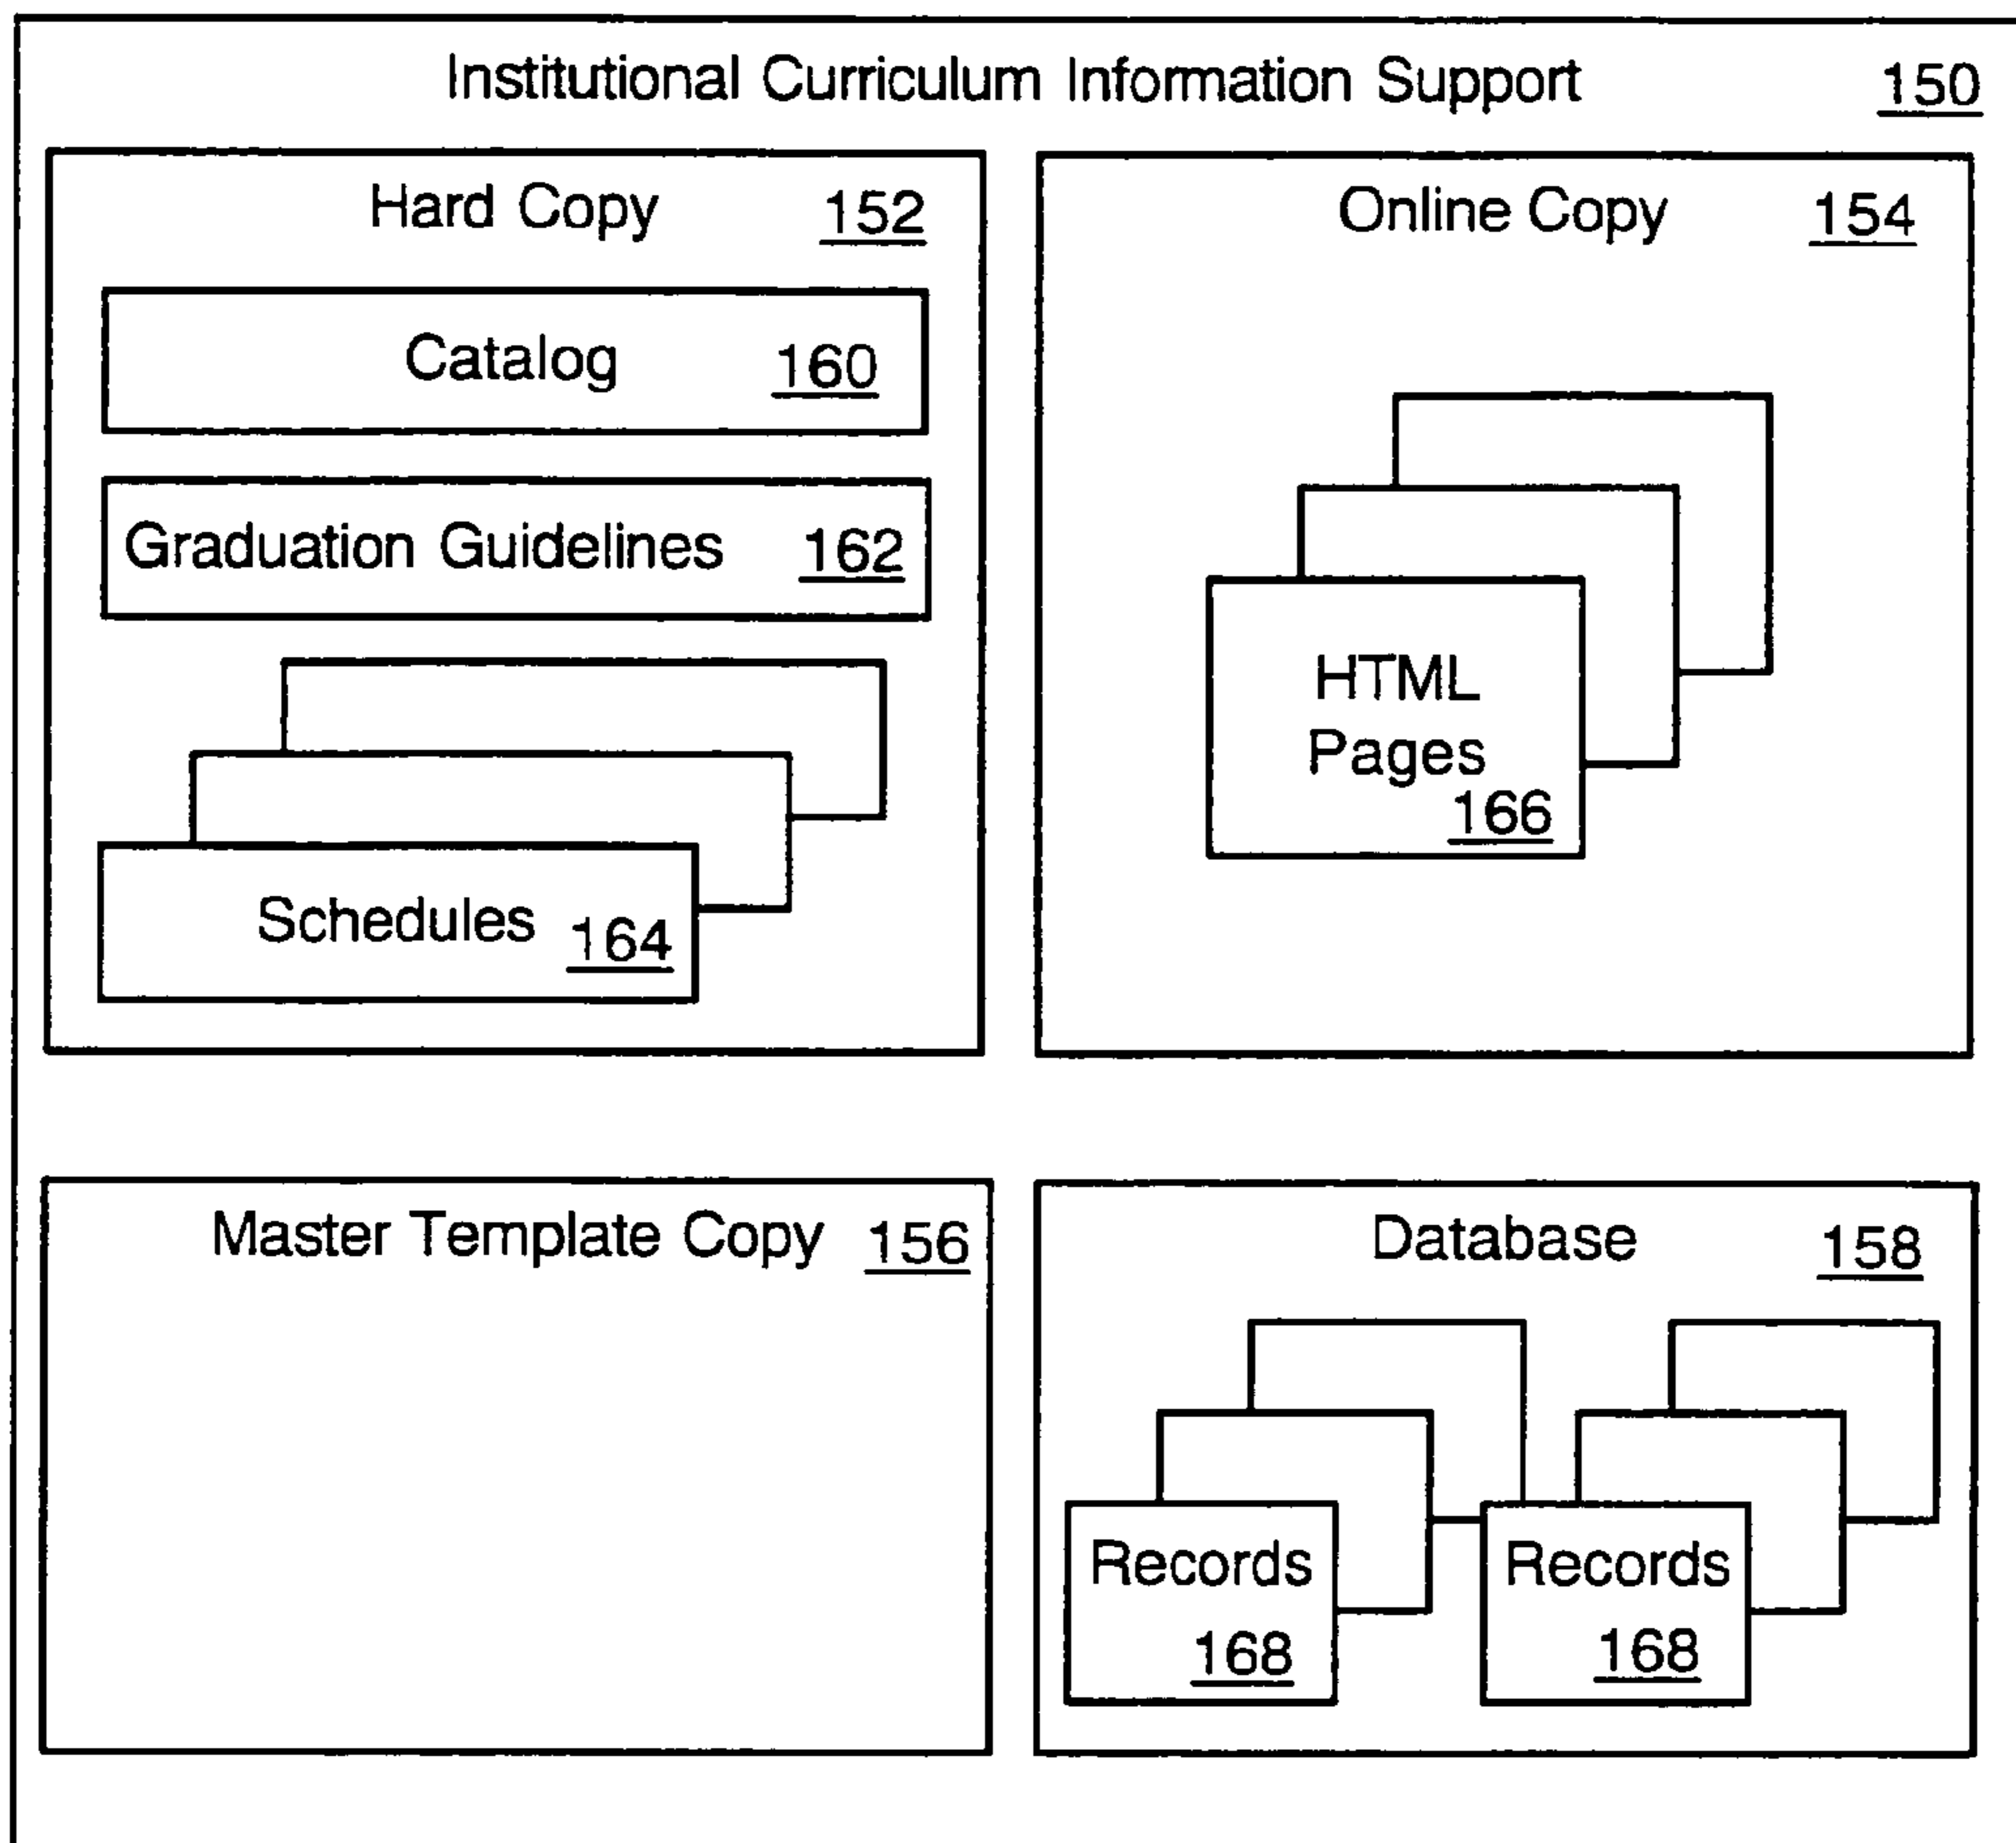 Institutional Curriculum Information Support 150
Hard Copy 152
Catalog 160
Graduation Guidelines 162
Schedules 164
Online Copy 154
HTML
Pages
166
Master Template Copy 156
Database 158
Records
168
Records
168